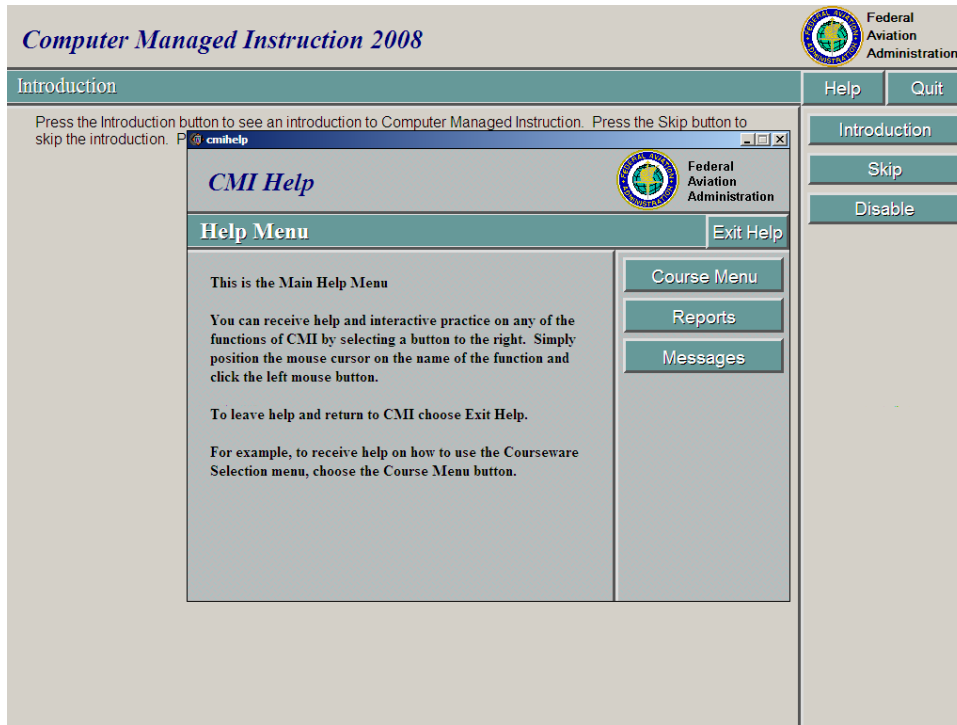 Computer Managed Instruction 2008
Federal
Aviation
Administration
Introduction
Help
Quit
Press the Introduction button to see an introduction to Computer Managed Instruction. Press the Skip button to
skip the introduction. P
Introduction
Skip
Disable
cmihelp
CMI Help
Federal
Aviation
Administration
Help Menu
Exit Help
This is the Main Help Menu
You can receive help and interactive practice on any of the
functions of CMI by selecting a button to the right. Simply
position the mouse cursor on the name of the function and
click the left mouse button.
To leave help and return to CMI choose Exit Help.
For example, to receive help on how to use the Courseware
Selection menu, choose the Course Menu button.
Course Menu
Reports
Messages